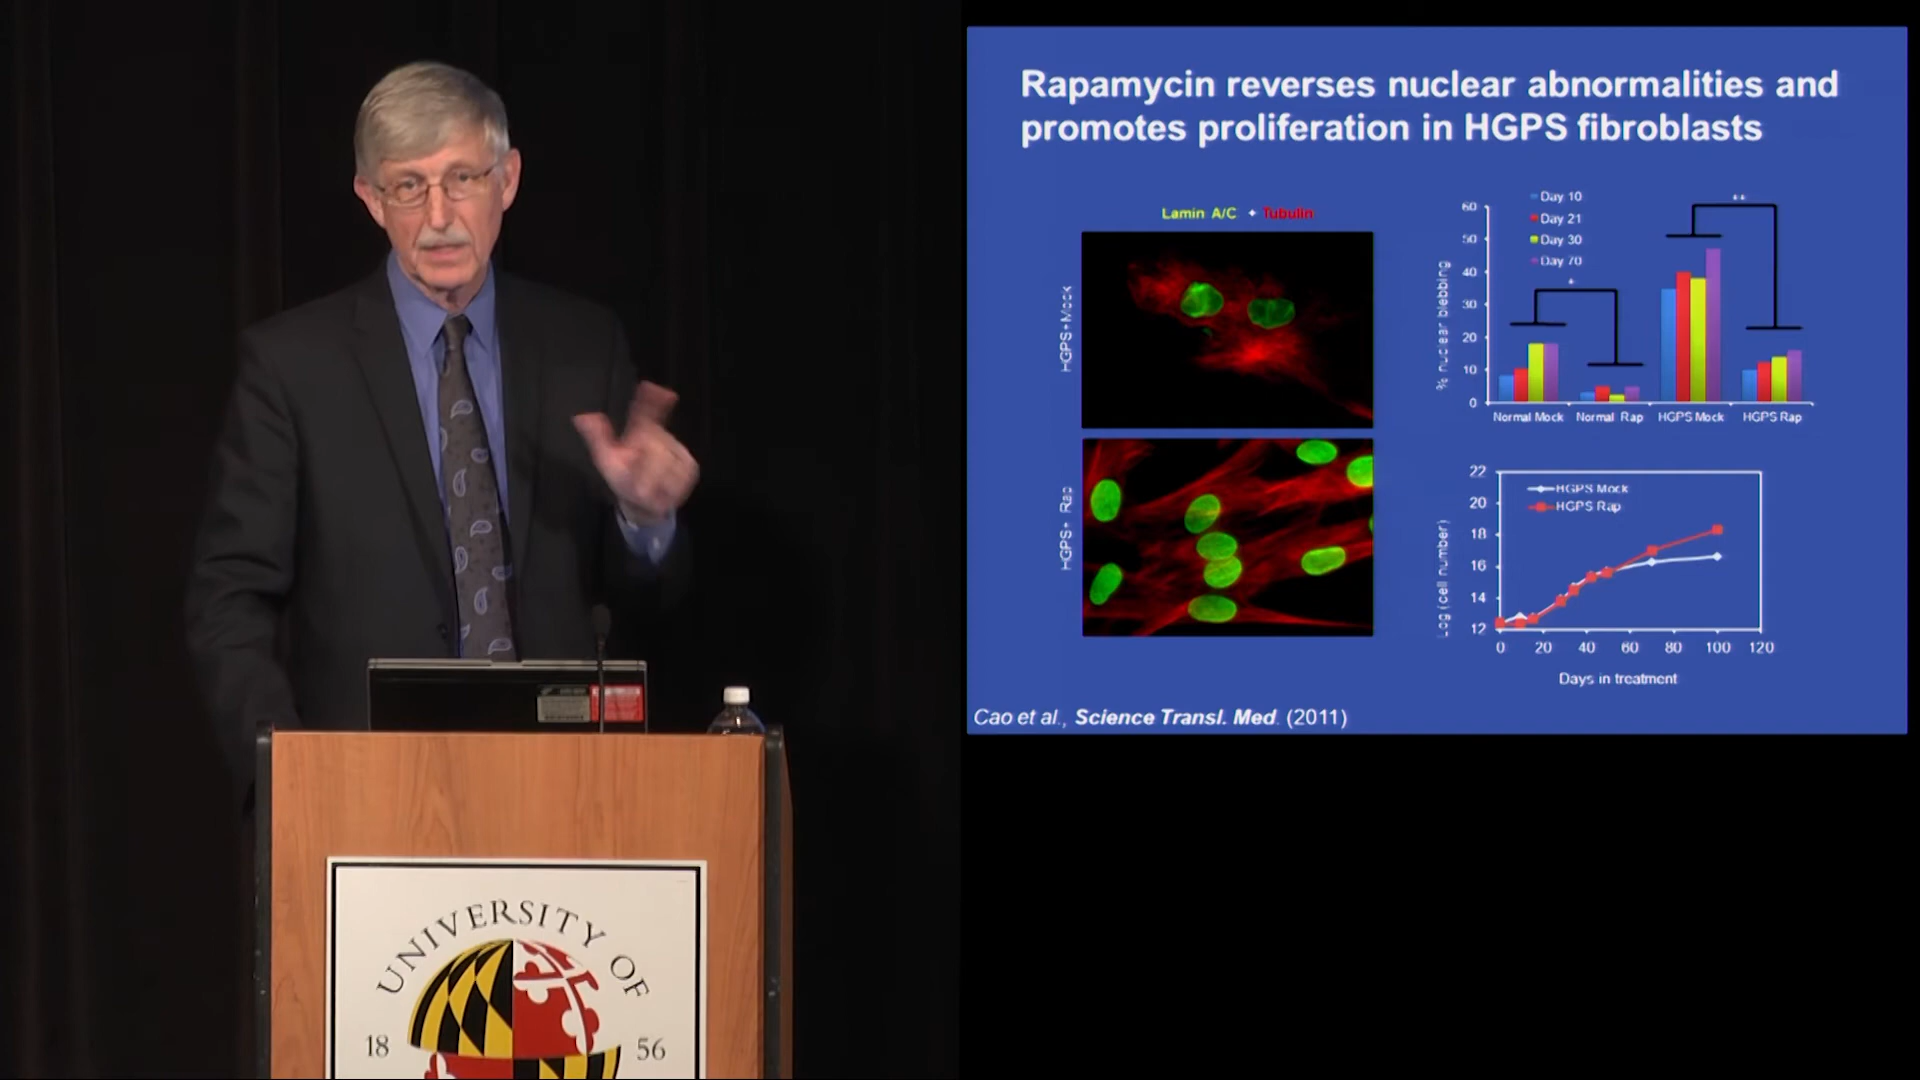 Rapamycin reverses nuclear abnormalities and
promotes proliferation in HGPS fibroblasts
Lamin A/C + Tubulin
HGPS+Mock
HGPS+ Rap
Day 10
Day 21
Day 30
Day 70
*
**
% nuclear blebbing
60
50
40
30
20
10
0
Normal Mock Normal Rap HGPS Mock HGPS Rap
HGPS Mock
HGPS Rap
Log (cell number)
22
20
18
16
14
12
0 20 40 60 80 100 120
Days in treatment
Cao et al., Science Transl. Med. (2011)
UNIVERSITY OF
18 56